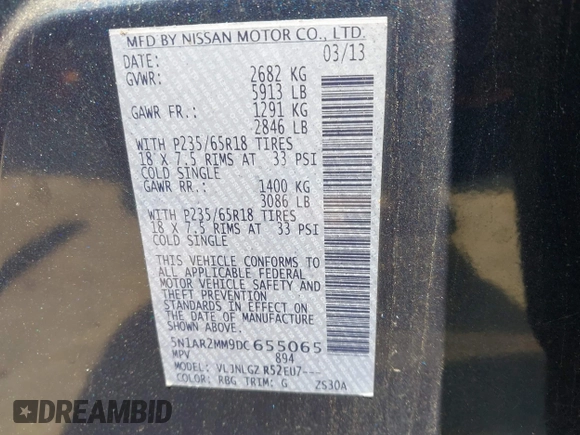 MFD BY NISSAN MOTOR CO., LTD.
DATE: 03/13
GVWR: 2682 KG
5913 LB
GAWR FR.: 1291 KG
2846 LB
WITH P235/65R18 TIRES
18 X 7.5 RIMS AT 33 PSI
COLD SINGLE
GAWR RR.: 1400 KG
3086 LB
WITH P235/65R18 TIRES
18 X 7.5 RIMS AT 33 PSI
COLD SINGLE
THIS VEHICLE CONFORMS TO
ALL APPLICABLE FEDERAL
MOTOR VEHICLE SAFETY AND
THEFT PREVENTION
STANDARDS IN EFFECT ON
THE DATE OF MANUFACTURE
SHOWN ABOVE.
5N1AR2MM9DC655065
MPV 894
MODEL: VLJNLGZ R52EU7---
COLOR: RBG TRIM: G ZS30A
DREAMBID